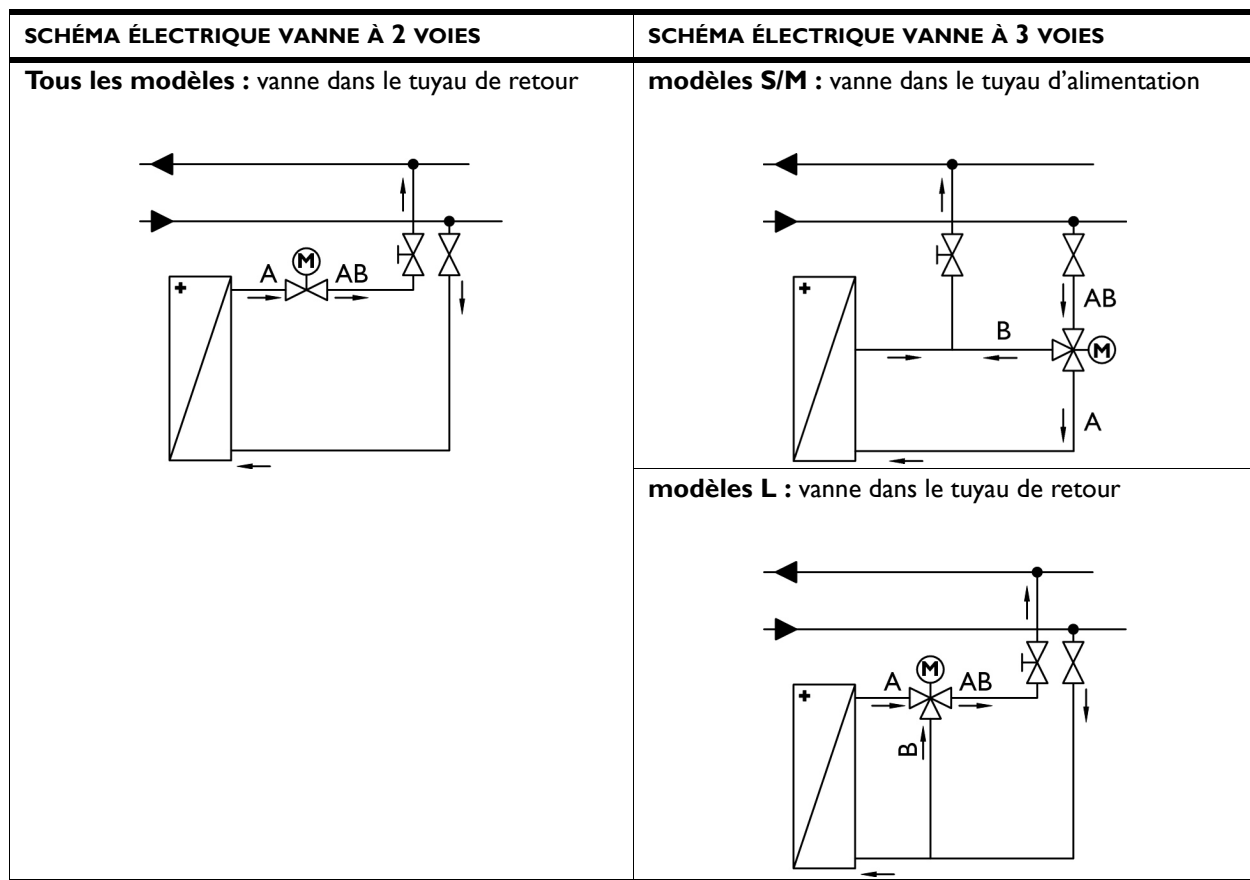 SCHÉMA ÉLECTRIQUE VANNE À 2 VOIES
SCHÉMA ÉLECTRIQUE VANNE À 3 VOIES
Tous les modèles : vanne dans le tuyau de retour
M
A
AB
+
modèles S/M : vanne dans le tuyau d'alimentation
+
AB
B
M
A
modèles L : vanne dans le tuyau de retour
M
A
AB
+
B